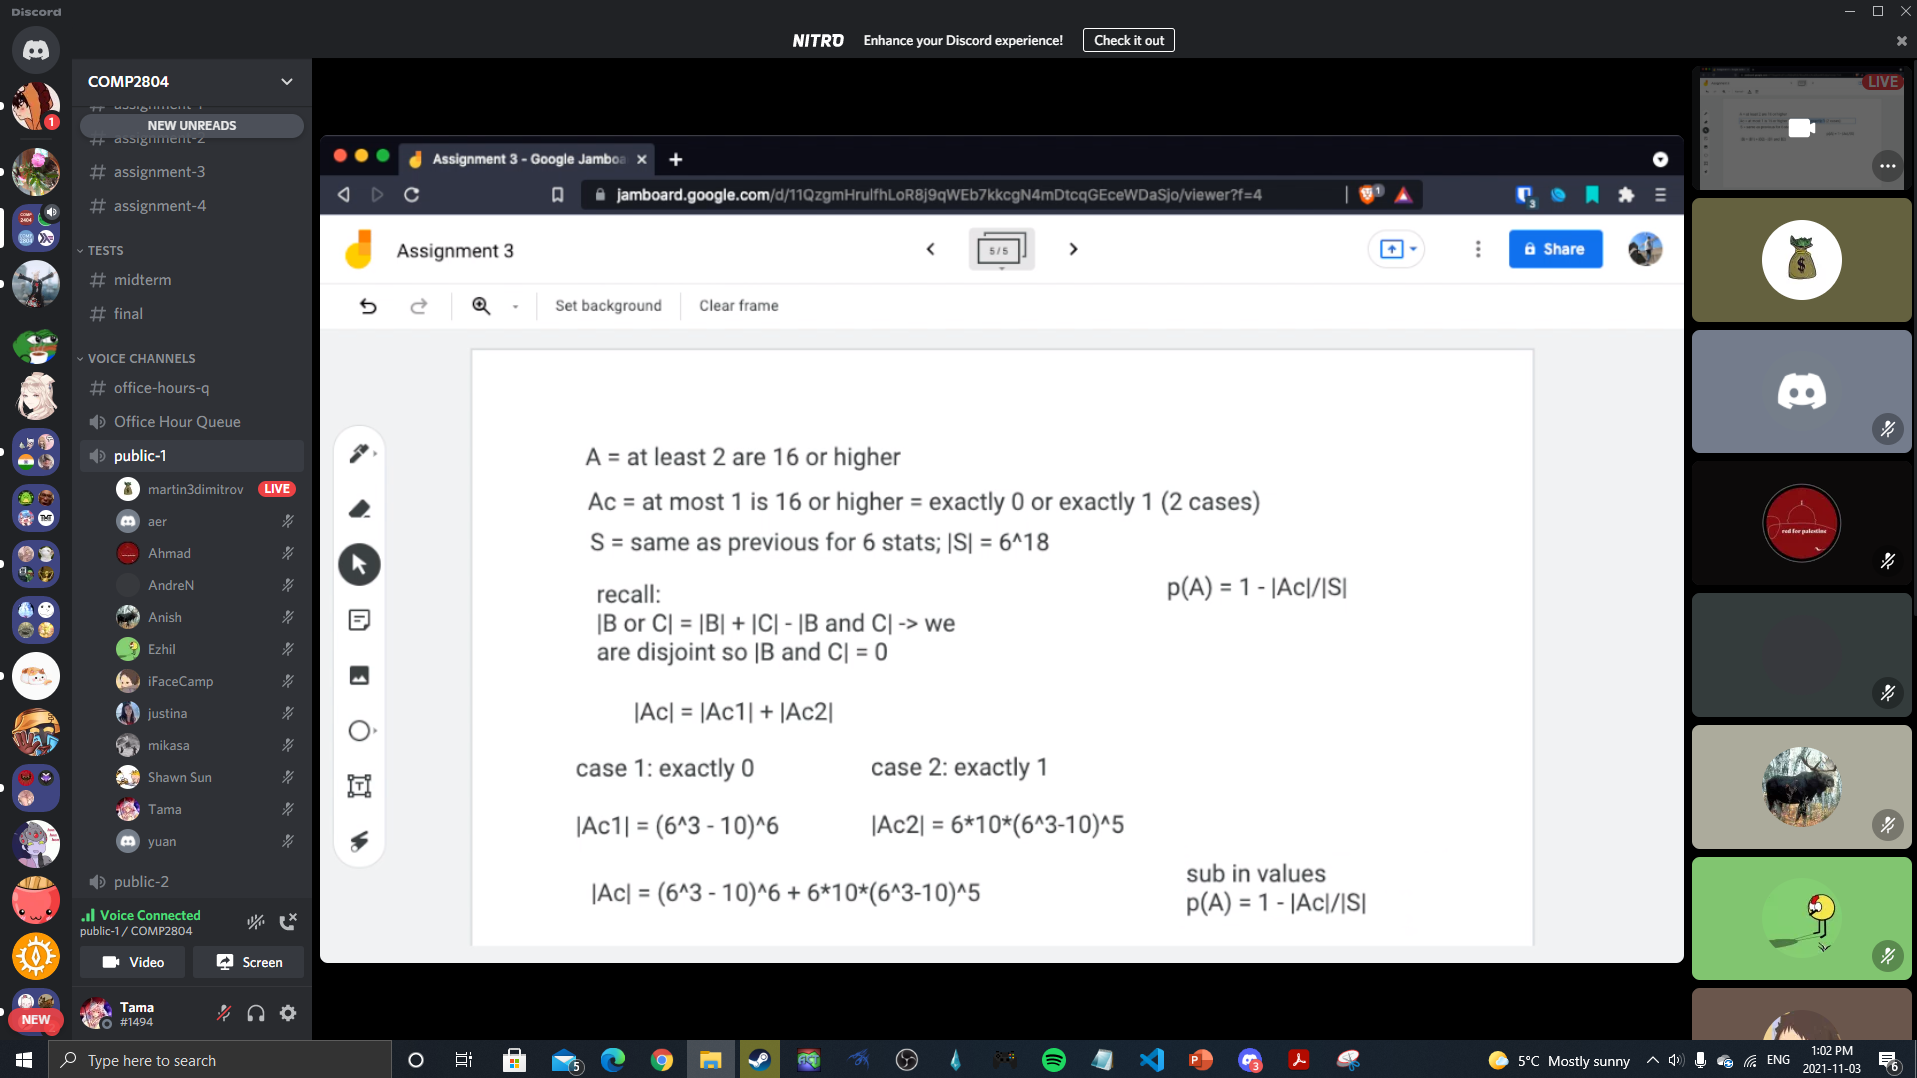 Discord
NITRO Enhance your Discord experience! Check it out
COMP2804
NEW UNREADS
assignment-2
assignment-3
assignment-4
TESTS
midterm
final
VOICE CHANNELS
office-hours-q
Office Hour Queue
public-1
martin3dimitrov LIVE
aer
Ahmad
AndreN
Anish
Ezhil
iFaceCamp
justina
mikasa
Shawn Sun
Tama
yuan
public-2
Voice Connected
public-1 / COMP2804
Video Screen
Tama
#1494
NEW
1
Assignment 3 - Google Jamboa
jamboard.google.com/d/11QzgmHrulfhLoR8j9qWEb7kkcgN4mDtcqGEceWDaSjo/viewer?f=4
1
3
Assignment 3
5 / 5
Share
Set background Clear frame
A = at least 2 are 16 or higher
Ac = at most 1 is 16 or higher = exactly 0 or exactly 1 (2 cases)
S = same as previous for 6 stats; |S| = 6^18
p(A) = 1 - |Ac|/|S|
recall:
|B or C| = |B| + |C| - |B and C| -> we
are disjoint so |B and C| = 0
|Ac| = |Ac1| + |Ac2|
case 1: exactly 0 case 2: exactly 1
|Ac1| = (6^3 - 10)^6 |Ac2| = 6*10*(6^3-10)^5
|Ac| = (6^3 - 10)^6 + 6*10*(6^3-10)^5
sub in values
p(A) = 1 - |Ac|/|S|
LIVE
red for palestine
Type here to search
5
3
5°C Mostly sunny
ENG
1:02 PM
2021-11-03
6